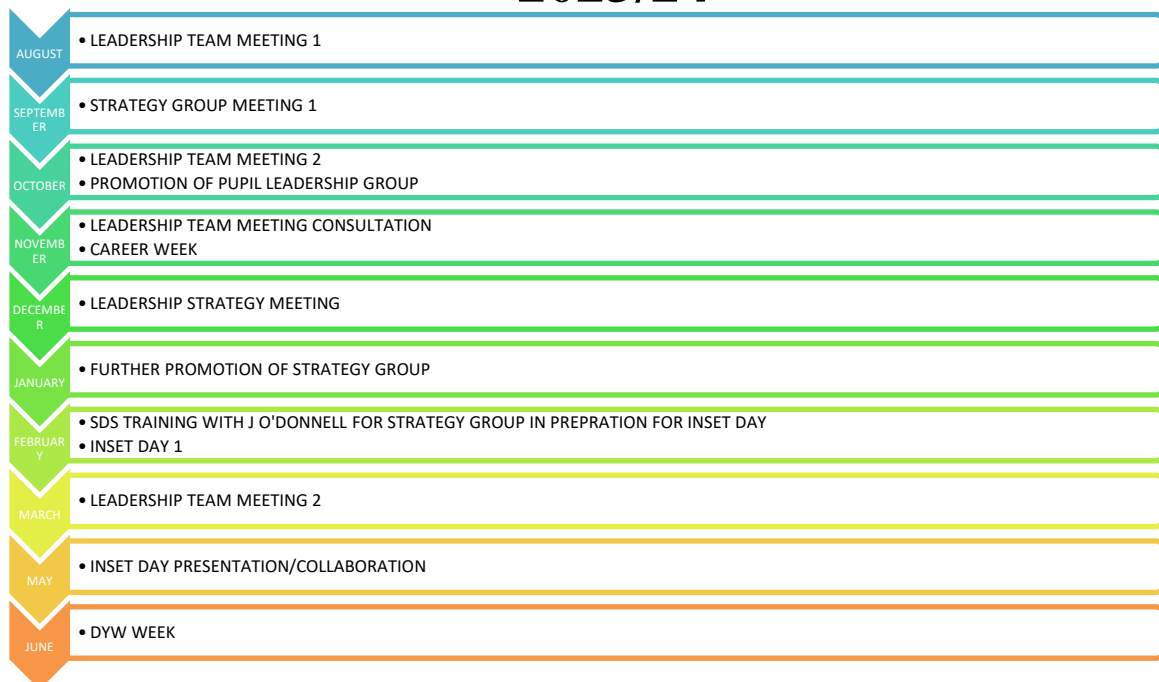 2023/24
AUGUST
• LEADERSHIP TEAM MEETING 1
SEPTEMB
ER
• STRATEGY GROUP MEETING 1
OCTOBER
• LEADERSHIP TEAM MEETING 2
• PROMOTION OF PUPIL LEADERSHIP GROUP
NOVEMB
ER
• LEADERSHIP TEAM MEETING CONSULTATION
• CAREER WEEK
DECEMBE
R
• LEADERSHIP STRATEGY MEETING
JANUARY
• FURTHER PROMOTION OF STRATEGY GROUP
FEBRUAR
Y
• SDS TRAINING WITH J O'DONNELL FOR STRATEGY GROUP IN PREPRATION FOR INSET DAY
• INSET DAY 1
MARCH
• LEADERSHIP TEAM MEETING 2
MAY
• INSET DAY PRESENTATION/COLLABORATION
JUNE
• DYW WEEK